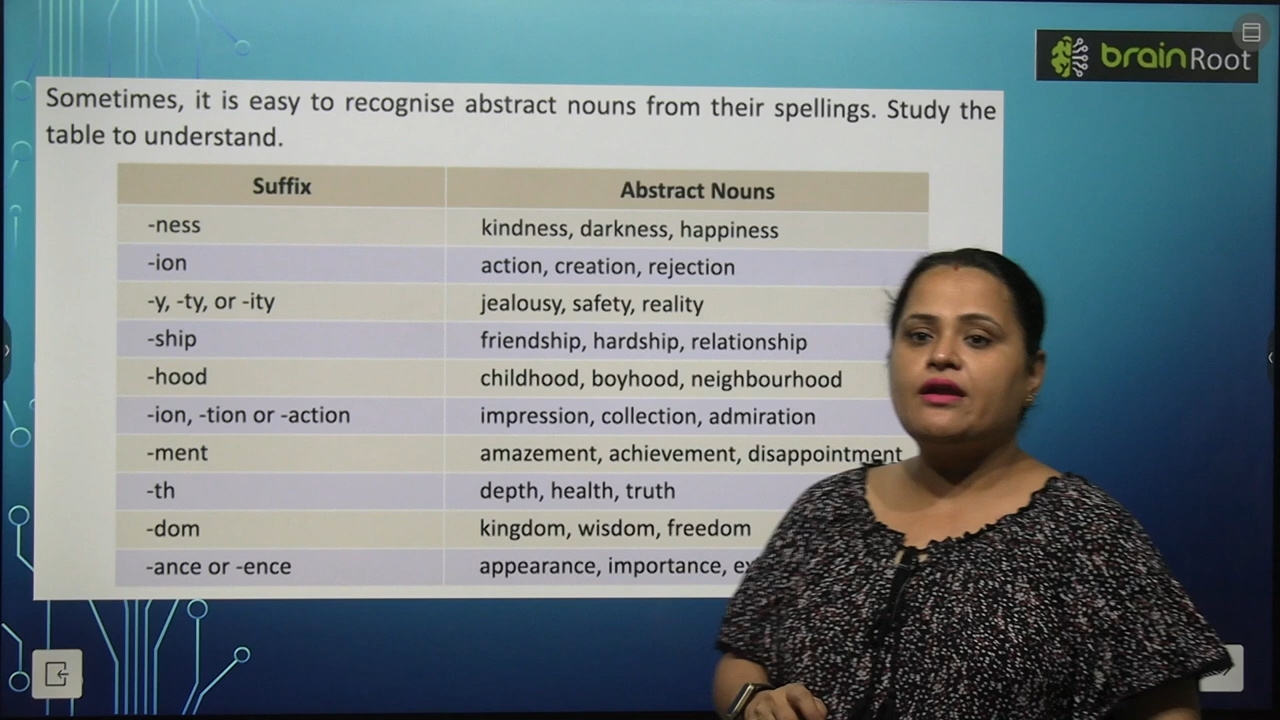 brainRoot
Sometimes, it is easy to recognise abstract nouns from their spellings. Study the
table to understand.
Suffix Abstract Nouns
-ness kindness, darkness, happiness
-ion action, creation, rejection
-y, -ty, or -ity jealousy, safety, reality
-ship friendship, hardship, relationship
-hood childhood, boyhood, neighbourhood
-ion, -tion or -action impression, collection, admiration
-ment amazement, achievement, disappointment
-th depth, health, truth
-dom kingdom, wisdom, freedom
-ance or -ence appearance, importance,